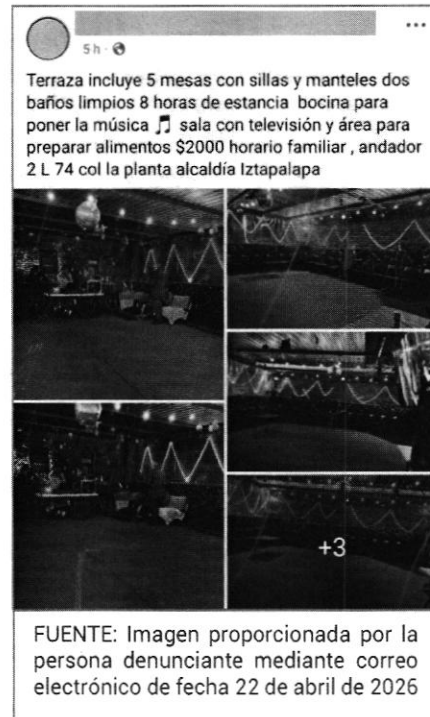 5 h
Terraza incluye 5 mesas con sillas y manteles dos
baños limpios 8 horas de estancia bocina para
poner la música 🎵 sala con televisión y área para
preparar alimentos $2000 horario familiar , andador
2 L 74 col la planta alcaldía Iztapalapa
+3
FUENTE: Imagen proporcionada por la
persona denunciante mediante correo
electrónico de fecha 22 de abril de 2026